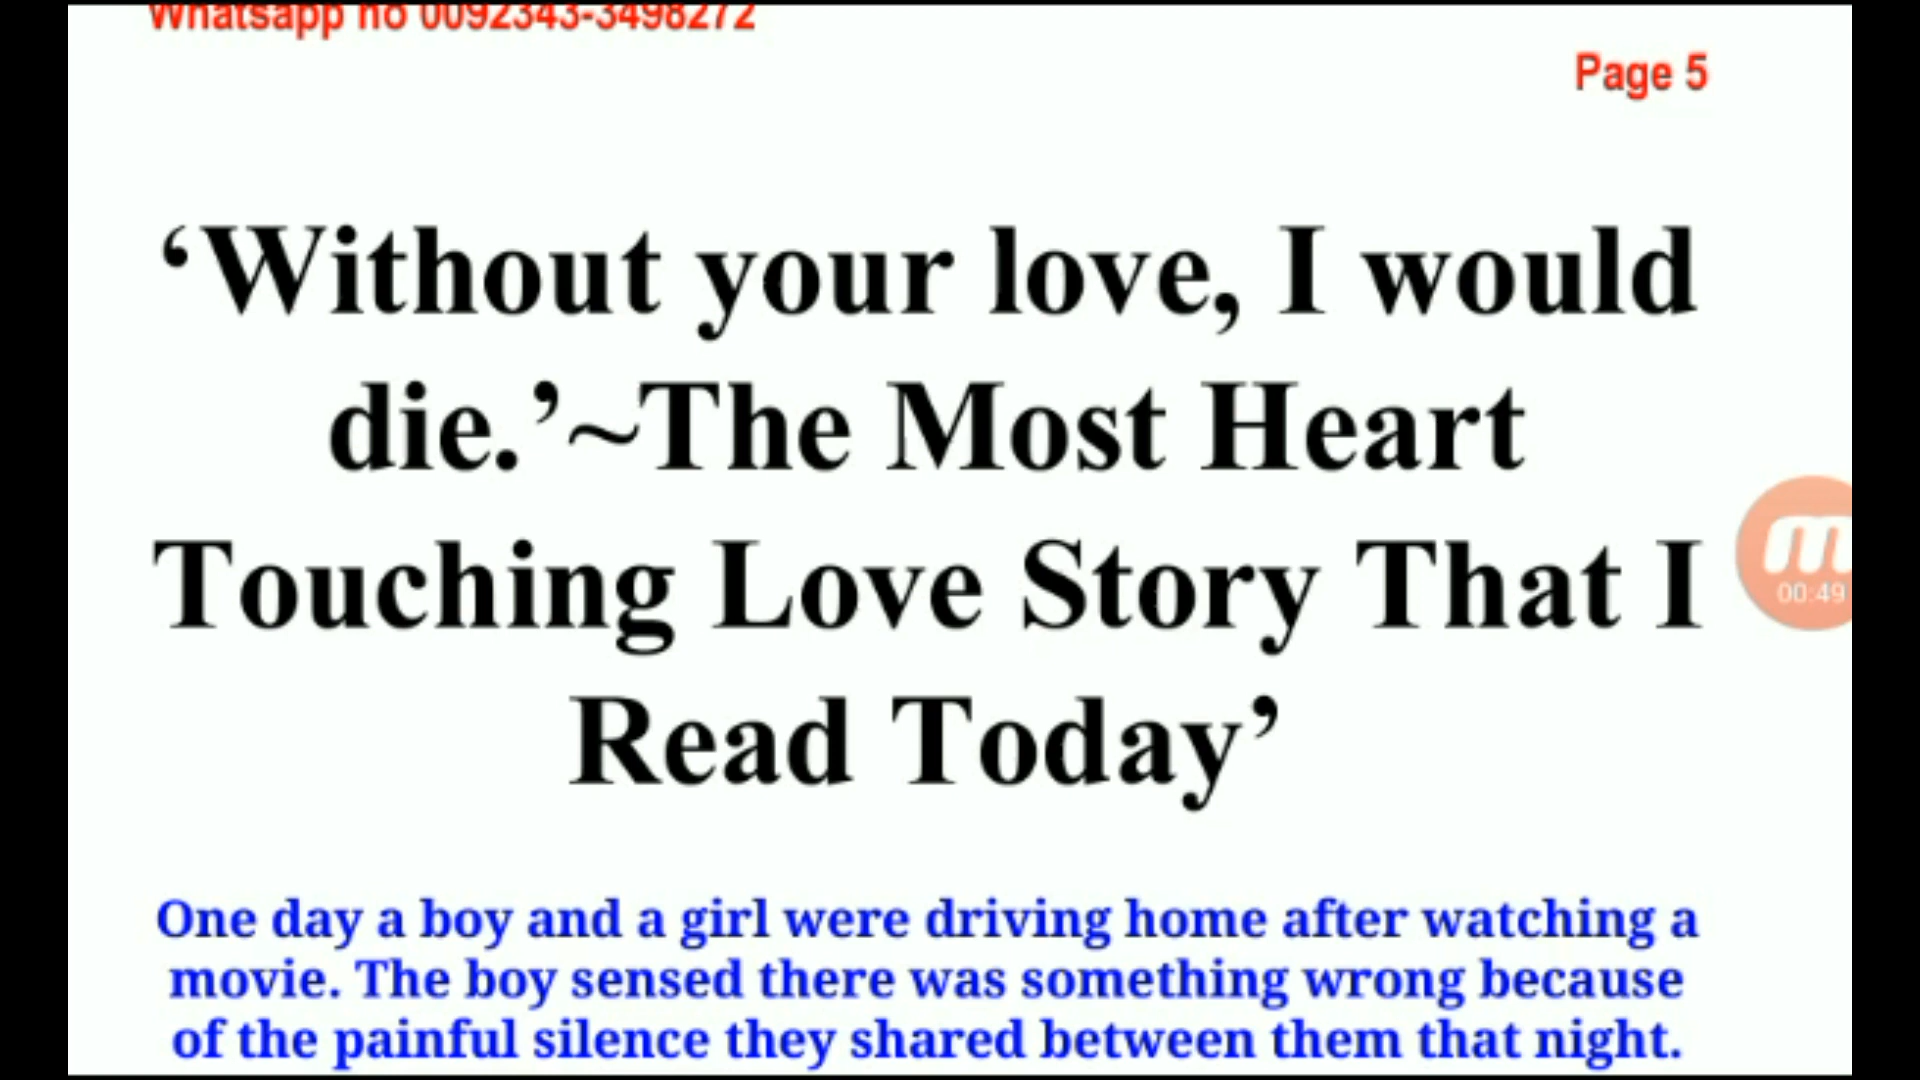 Whatsapp no 0092343-3498272
Page 5
‘Without your love, I would
die.’~The Most Heart
Touching Love Story That I
Read Today’
00:49
One day a boy and a girl were driving home after watching a
movie. The boy sensed there was something wrong because
of the painful silence they shared between them that night.